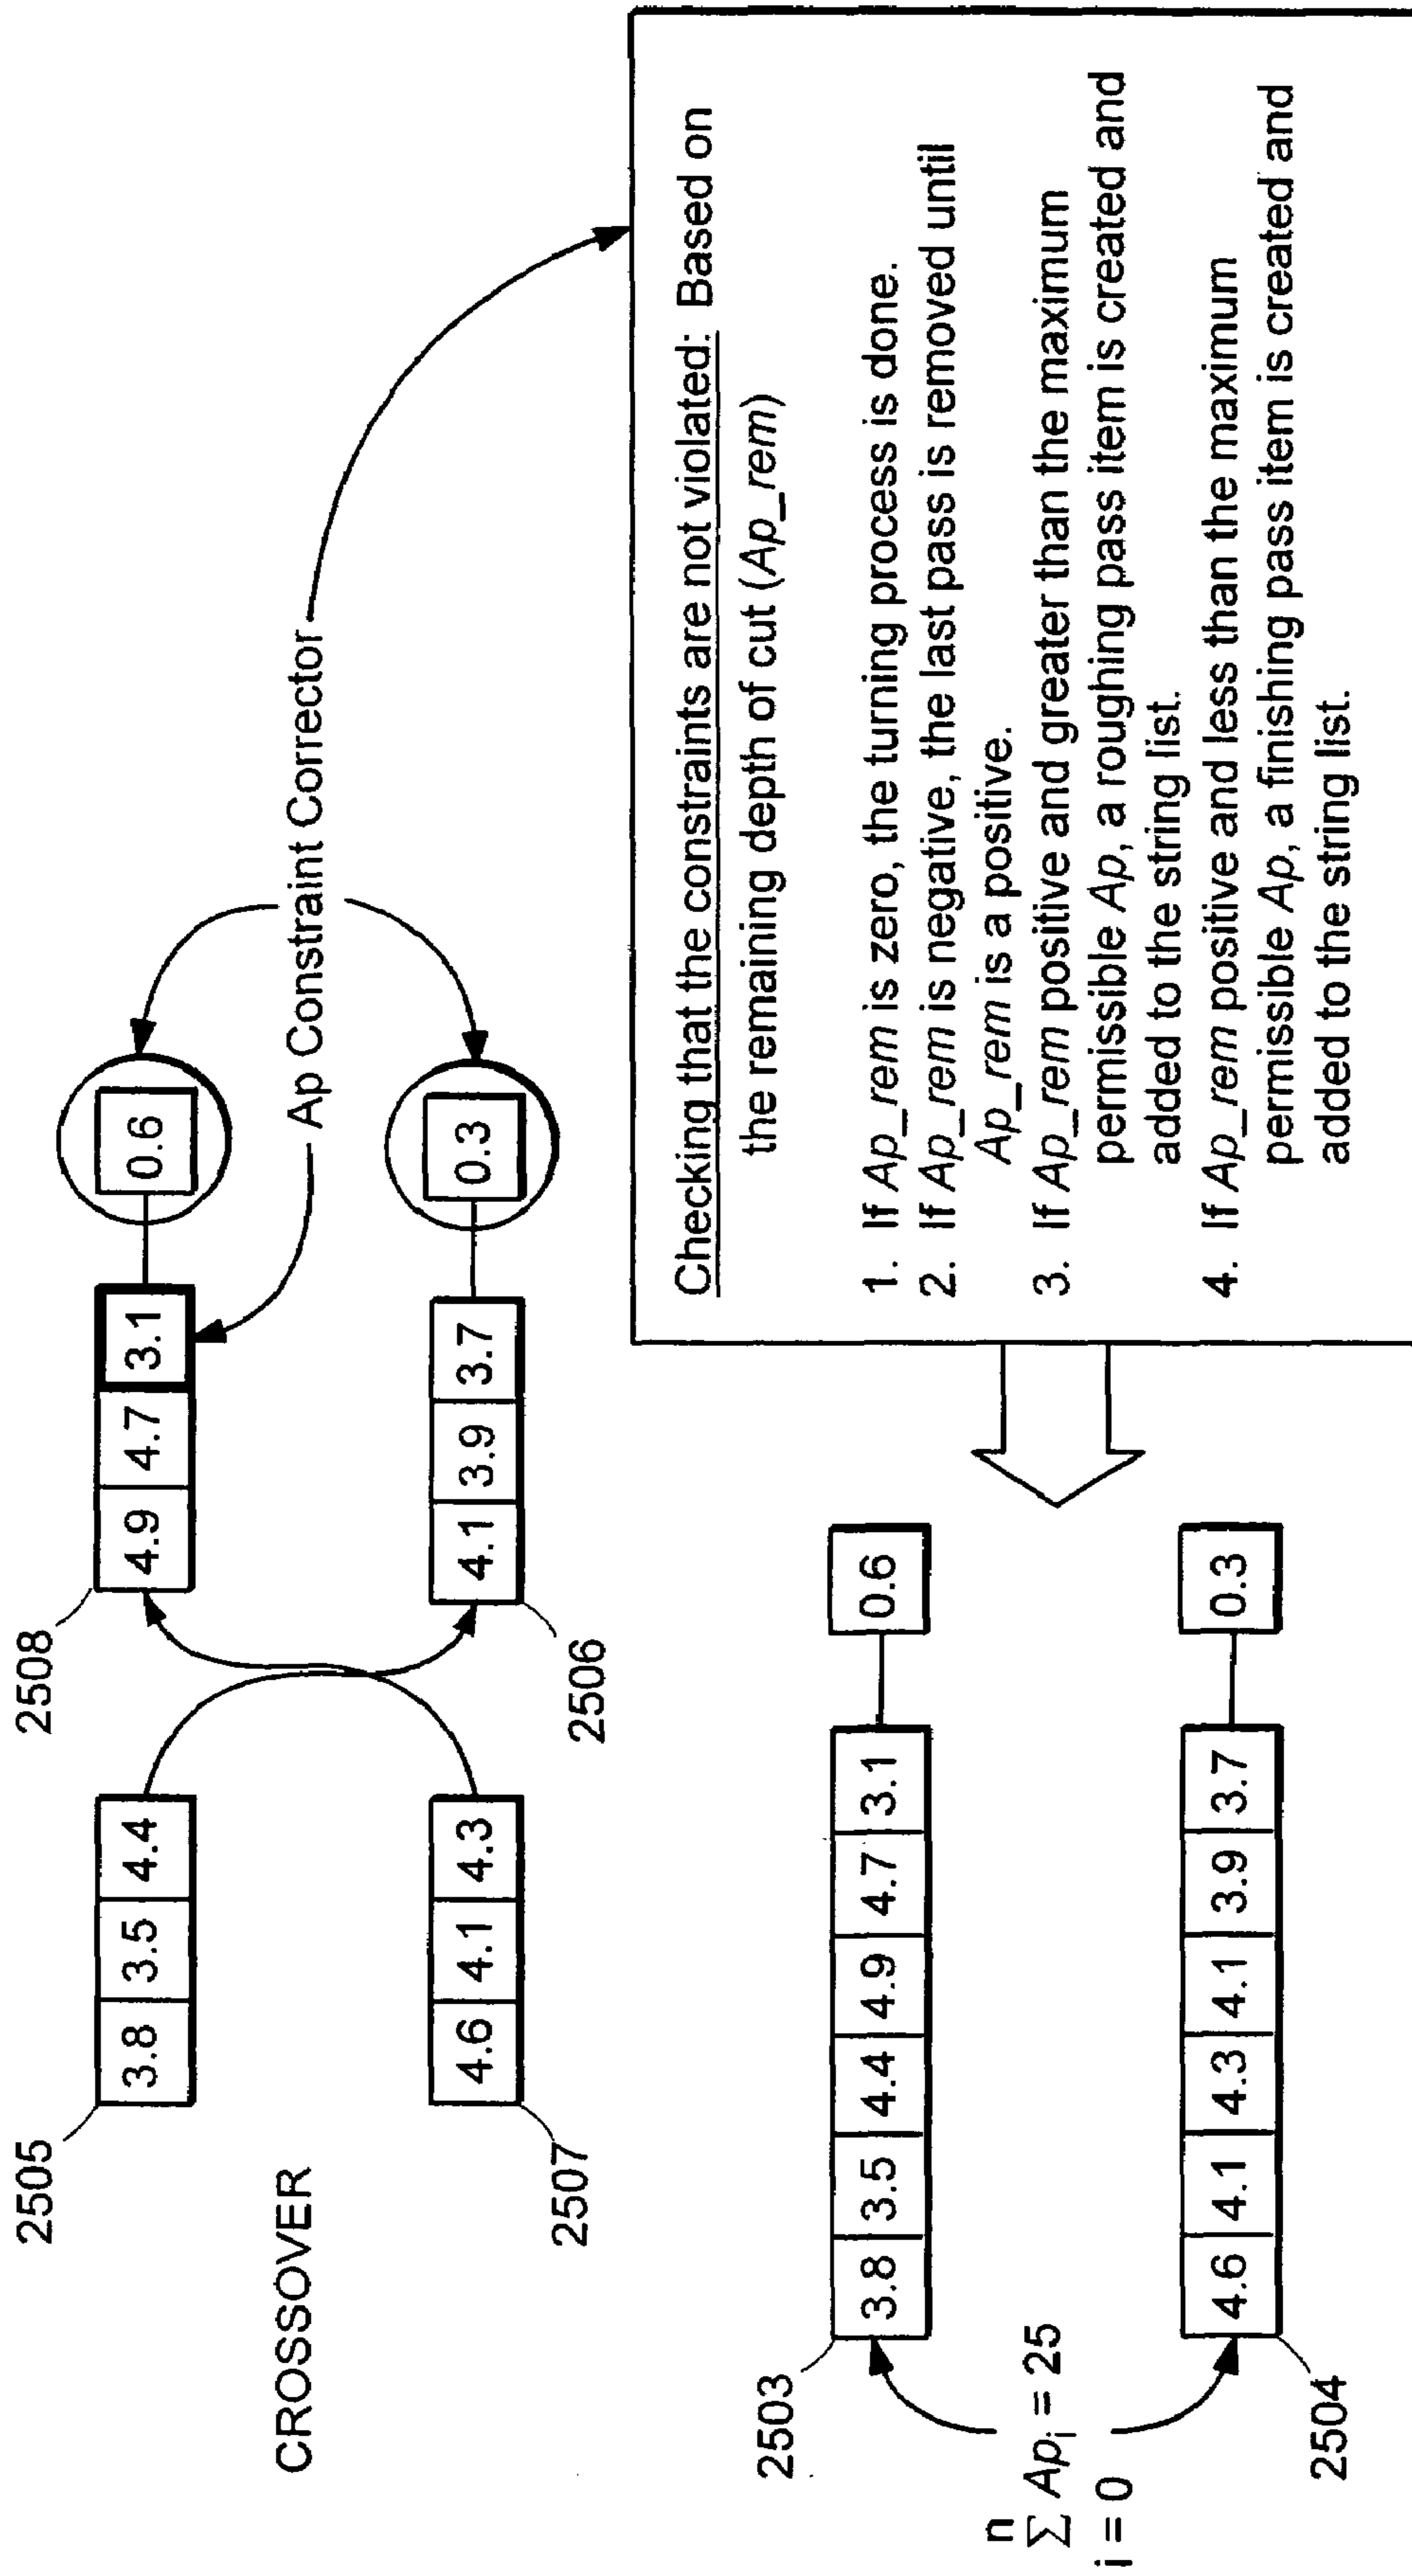 2505
3.8 3.5 4.4
2508
4.9 4.7 3.1
0.6
CROSSOVER
Ap Constraint Corrector
2507
4.6 4.1 4.3
2506
4.1 3.9 3.7
0.3
2503
3.8 3.5 4.4 4.9 4.7 3.1
0.6
n
∑ Api = 25
i = 0
2504
4.6 4.1 4.3 4.1 3.9 3.7
0.3
Checking that the constraints are not violated: Based on
the remaining depth of cut (Ap_rem)
1. If Ap_rem is zero, the turning process is done.
2. If Ap_rem is negative, the last pass is removed until
Ap_rem is a positive.
3. If Ap_rem positive and greater than the maximum
permissible Ap, a roughing pass item is created and
added to the string list.
4. If Ap_rem positive and less than the maximum
permissible Ap, a finishing pass item is created and
added to the string list.